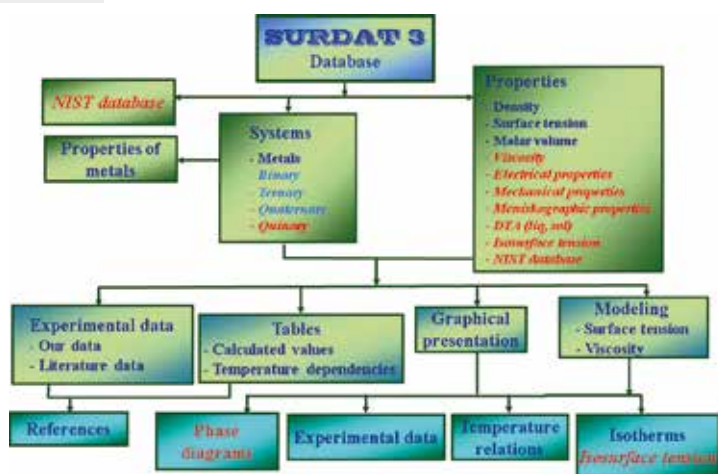 SURDAT 3
Database
NIST database
Properties of
metals
Systems
- Metals
Binary
- Ternary
- Quaternary
- Quinary
Properties
- Density
- Surface tension
- Molar volume
- Viscosity
- Electrical properties
- Mechanical properties
- Meniskographic properties
- DTA (liq, sol)
- Isosurface tension
- NIST database
Experimental data
- Our data
- Literature data
Tables
- Calculated values
- Temperature dependencies
Graphical
presentation
Modeling
- Surface tension
- Viscosity
References
Phase
diagrams
Experimental data
Temperature
relations
Isotherms
Isosurface tension